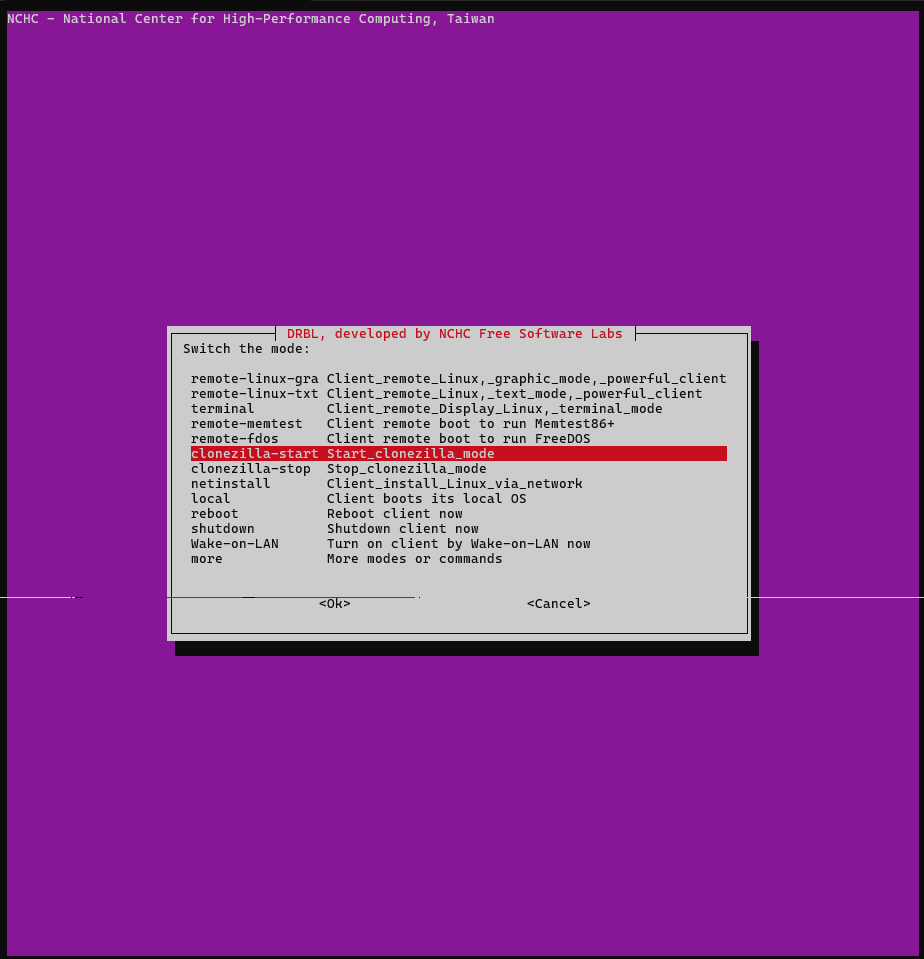 NCHC - National Center for High-Performance Computing, Taiwan
DRBL, developed by NCHC Free Software Labs
Switch the mode:
remote-linux-gra Client_remote_Linux,_graphic_mode,_powerful_client
remote-linux-txt Client_remote_Linux,_text_mode,_powerful_client
terminal Client_remote_Display_Linux,_terminal_mode
remote-memtest Client remote boot to run Memtest86+
remote-fdos Client remote boot to run FreeDOS
clonezilla-start Start_clonezilla_mode
clonezilla-stop Stop_clonezilla_mode
netinstall Client_install_Linux_via_network
local Client boots its local OS
reboot Reboot client now
shutdown Shutdown client now
Wake-on-LAN Turn on client by Wake-on-LAN now
more More modes or commands
<Ok> <Cancel>